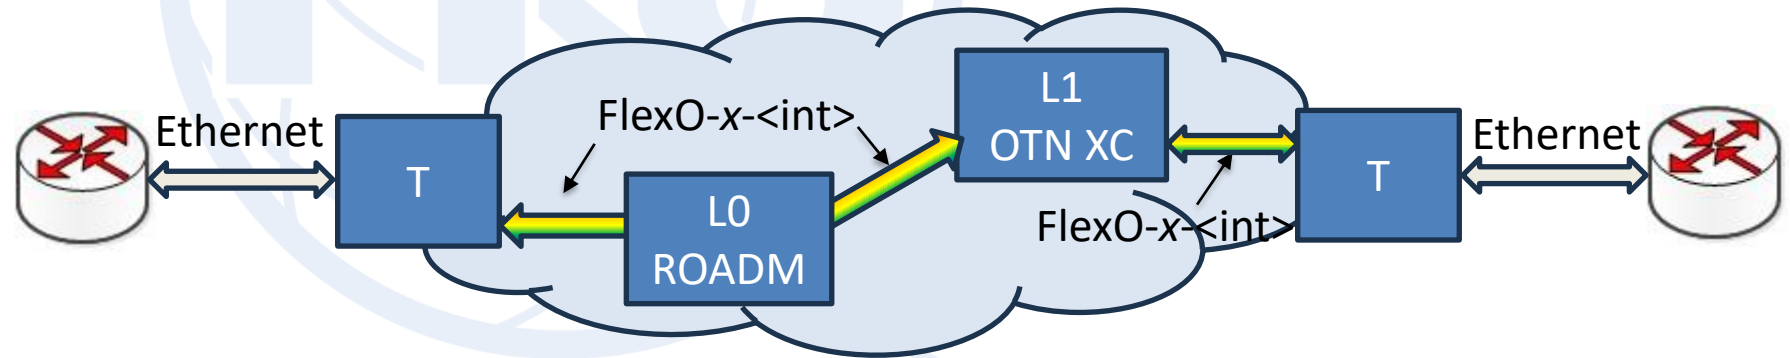 Ethernet
T
FlexO-x-<int>
L0
ROADM
L1
OTN XC
FlexO-x-<int>
T
Ethernet